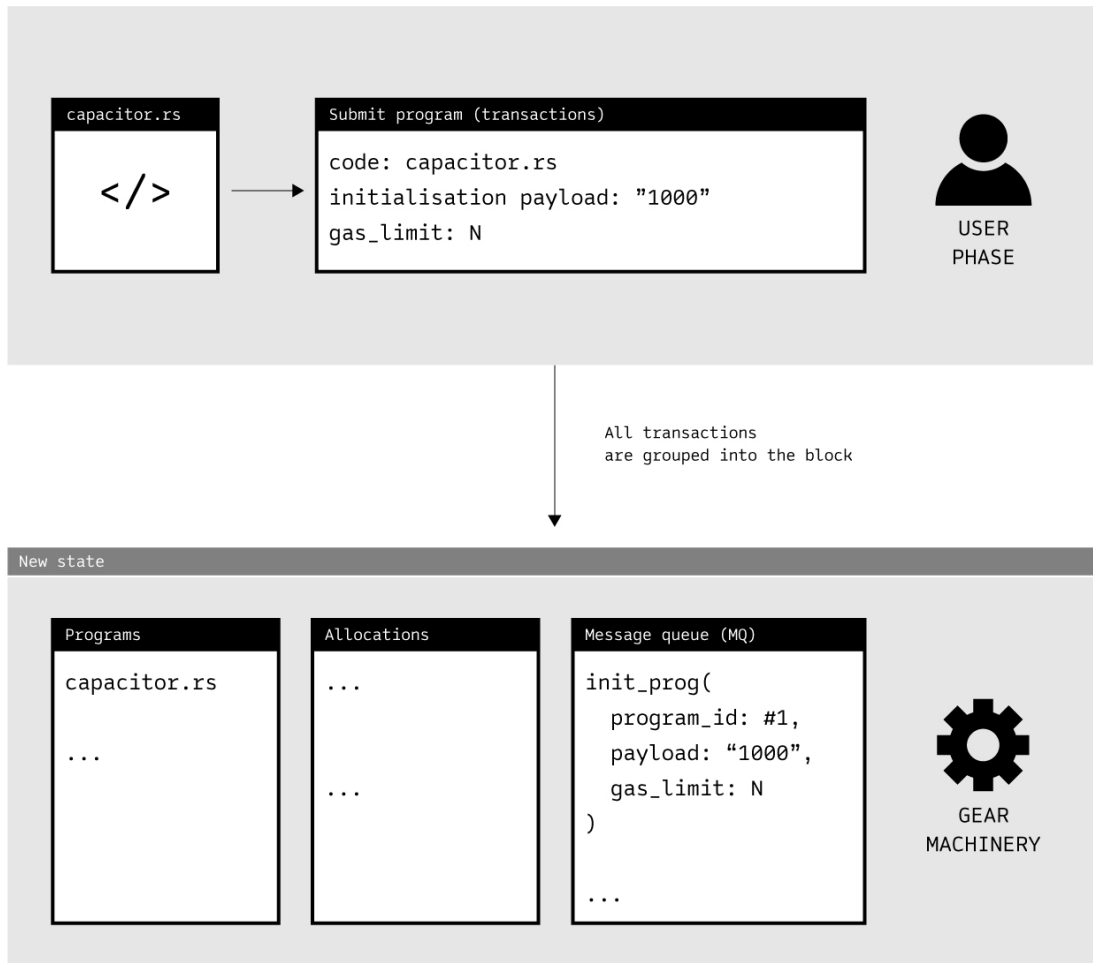 capacitor.rs
</>
Submit program (transactions)
code: capacitor.rs
initialisation payload: ”1000”
gas_limit: N
USER
PHASE
All transactions
are grouped into the block
New state
Programs
capacitor.rs
...
Allocations
...
...
Message queue (MQ)
init_prog(
program_id: #1,
payload: “1000”,
gas_limit: N
)
...
GEAR
MACHINERY